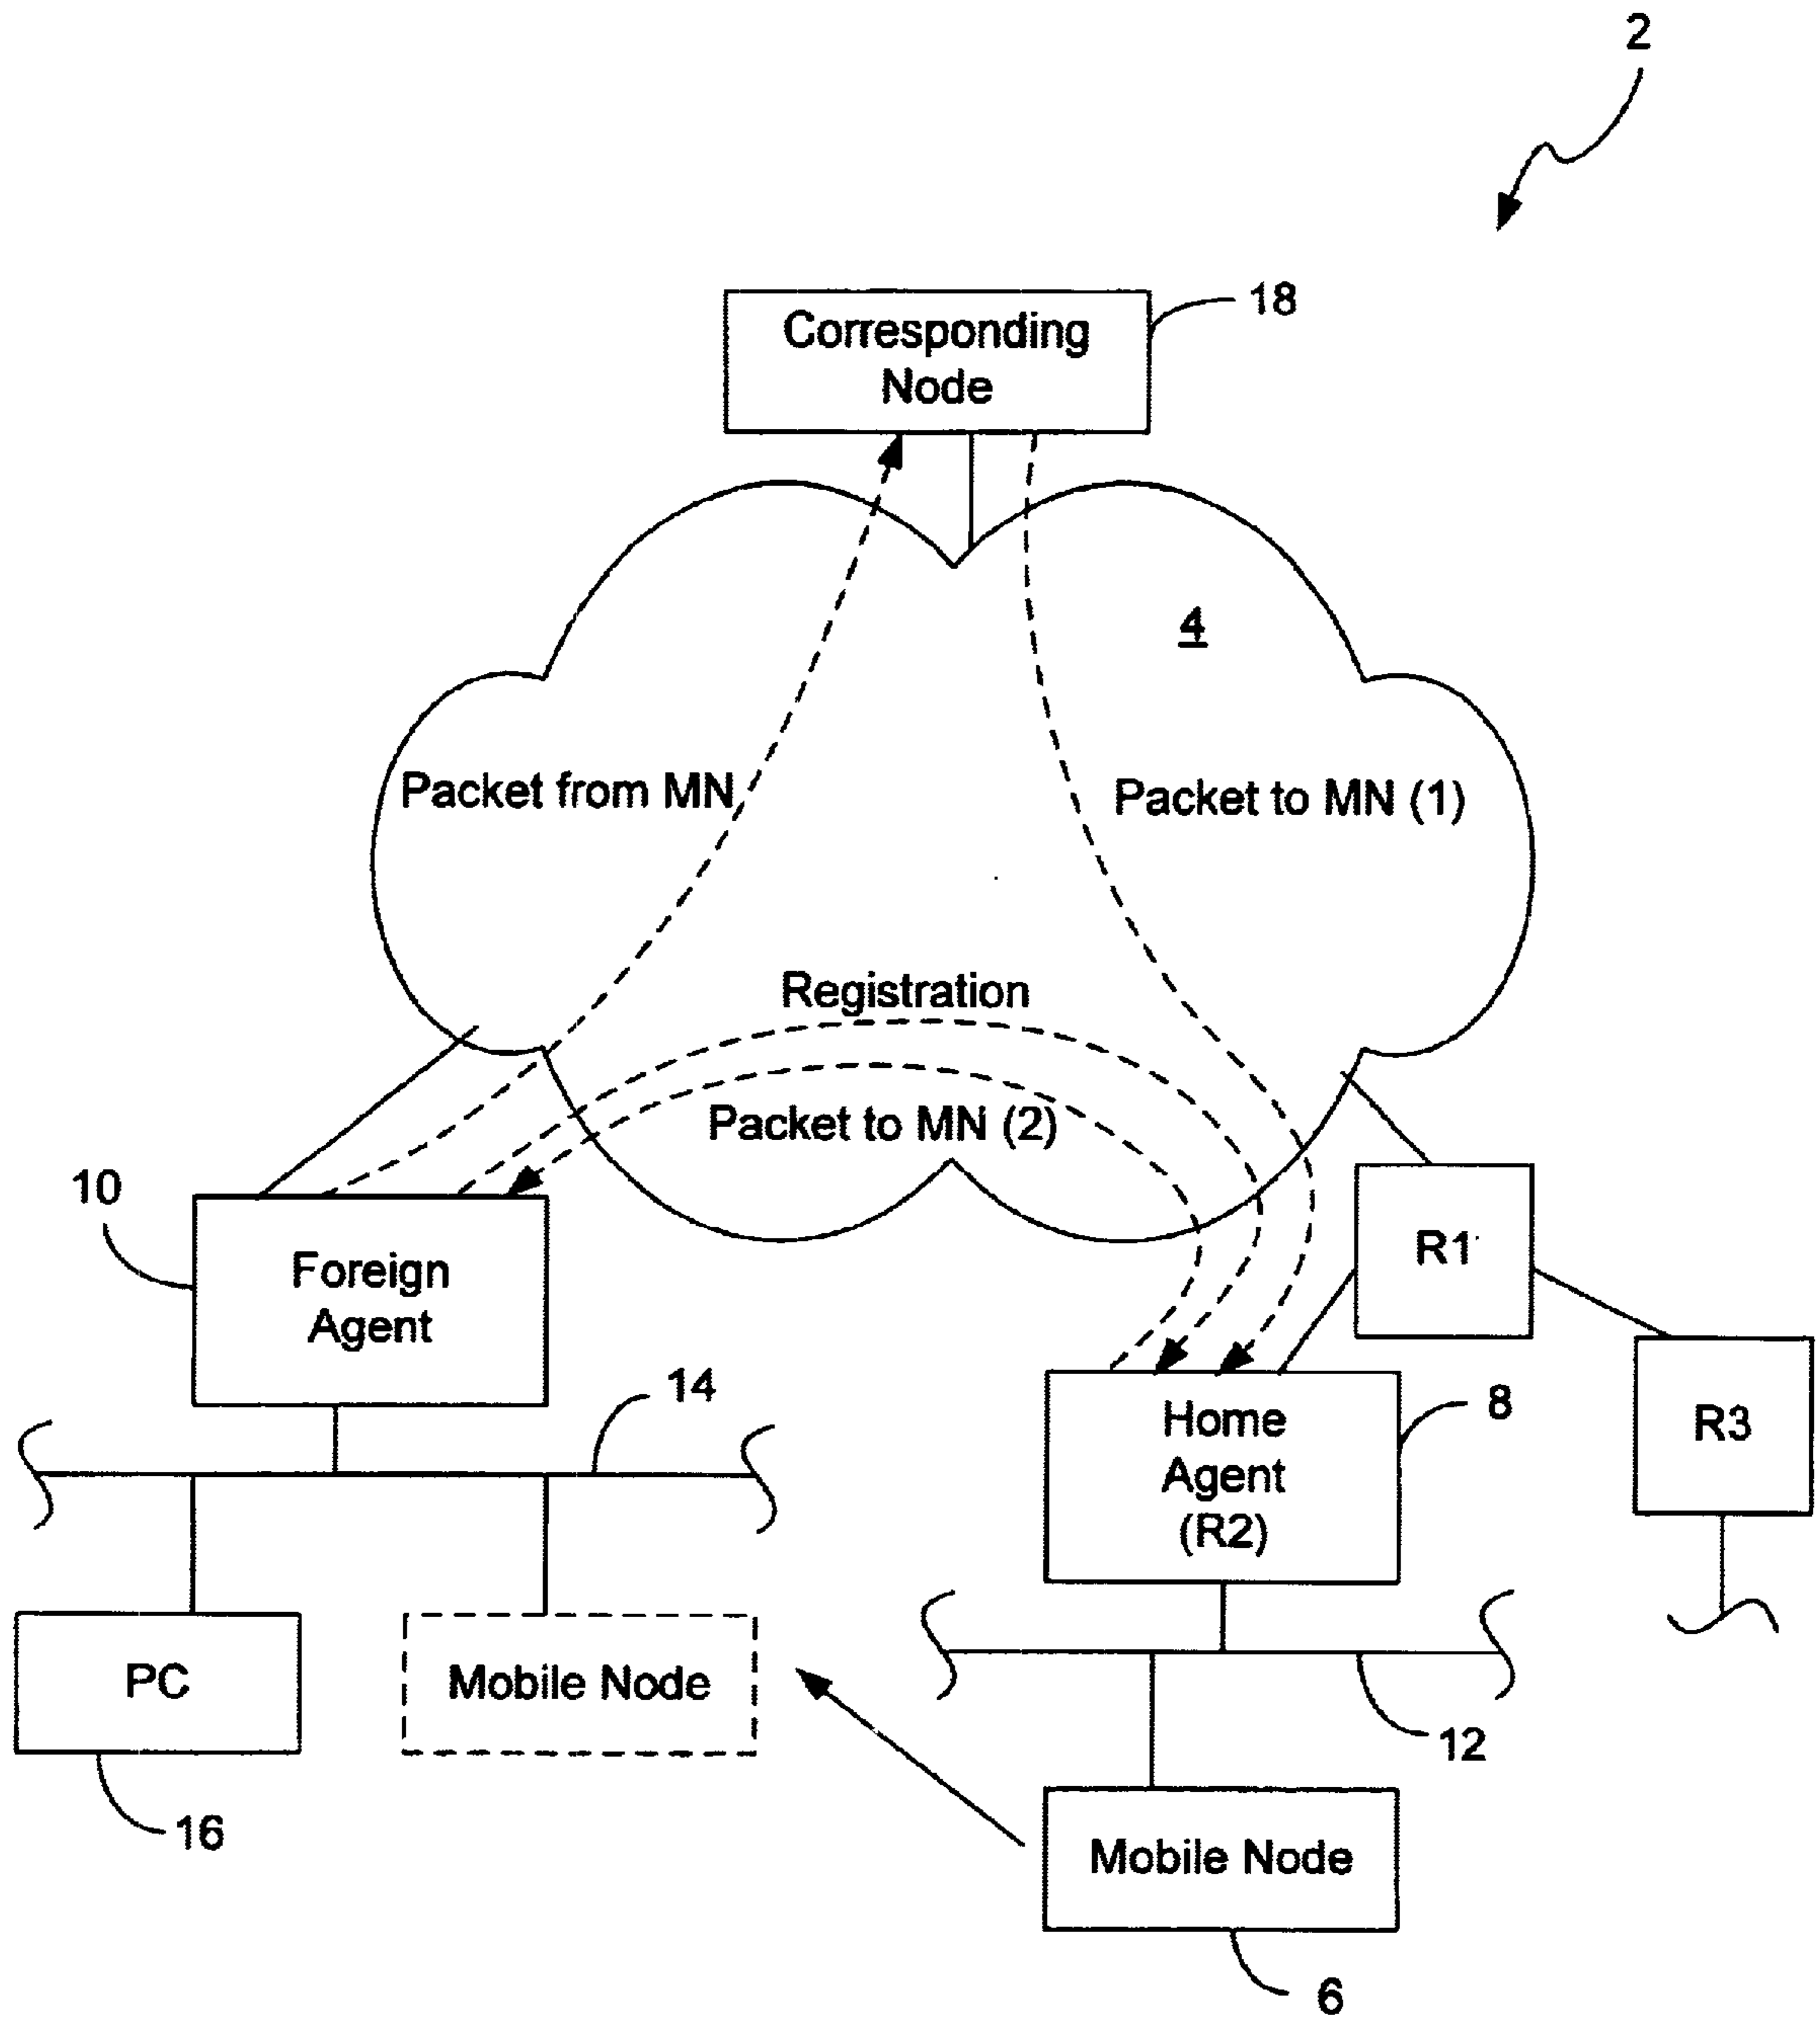 2
Corresponding
Node
18
4
Packet from MN
Packet to MN (1)
Registration
Packet to MN (2)
10
Foreign
Agent
R1
14
Home
Agent
(R2)
8
R3
PC
Mobile Node
12
16
Mobile Node
6